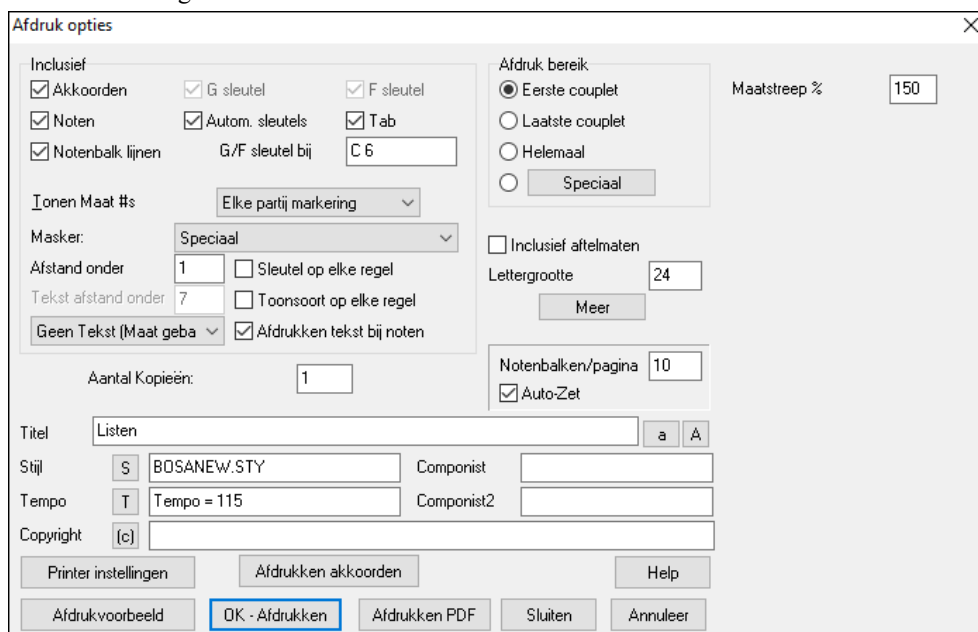 Afdruk opties
Inclusief
Akkoorden G sleutel F sleutel
Noten Autom. sleutels Tab
Notenbalk lijnen G/F sleutel bij C 6
Tonen Maat #s Elke partij markering
Masker: Speciaal
Afstand onder 1 Sleutel op elke regel
Tekst afstand onder 7 Toonsoort op elke regel
Geen Tekst (Maat geba Afdrukken tekst bij noten
Aantal Kopieën: 1
Afdruk bereik
Eerste couplet
Laatste couplet
Helemaal
Speciaal
Inclusief aftelmaten
Lettergrootte 24
Meer
Notenbalken/pagina 10
Auto-Zet
Maatstreep % 150
Titel Listen a A
Stijl S BOSANEW.STY Componist
Tempo T Tempo = 115 Componist2
Copyright (c)
Printer instellingen Afdrukken akkoorden Help
Afdrukvoorbeeld OK - Afdrukken Afdrukken PDF Sluiten Annuleer